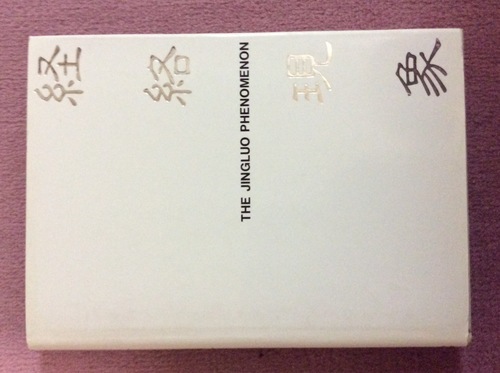 経絡現象
THE JINGLUO PHENOMENON